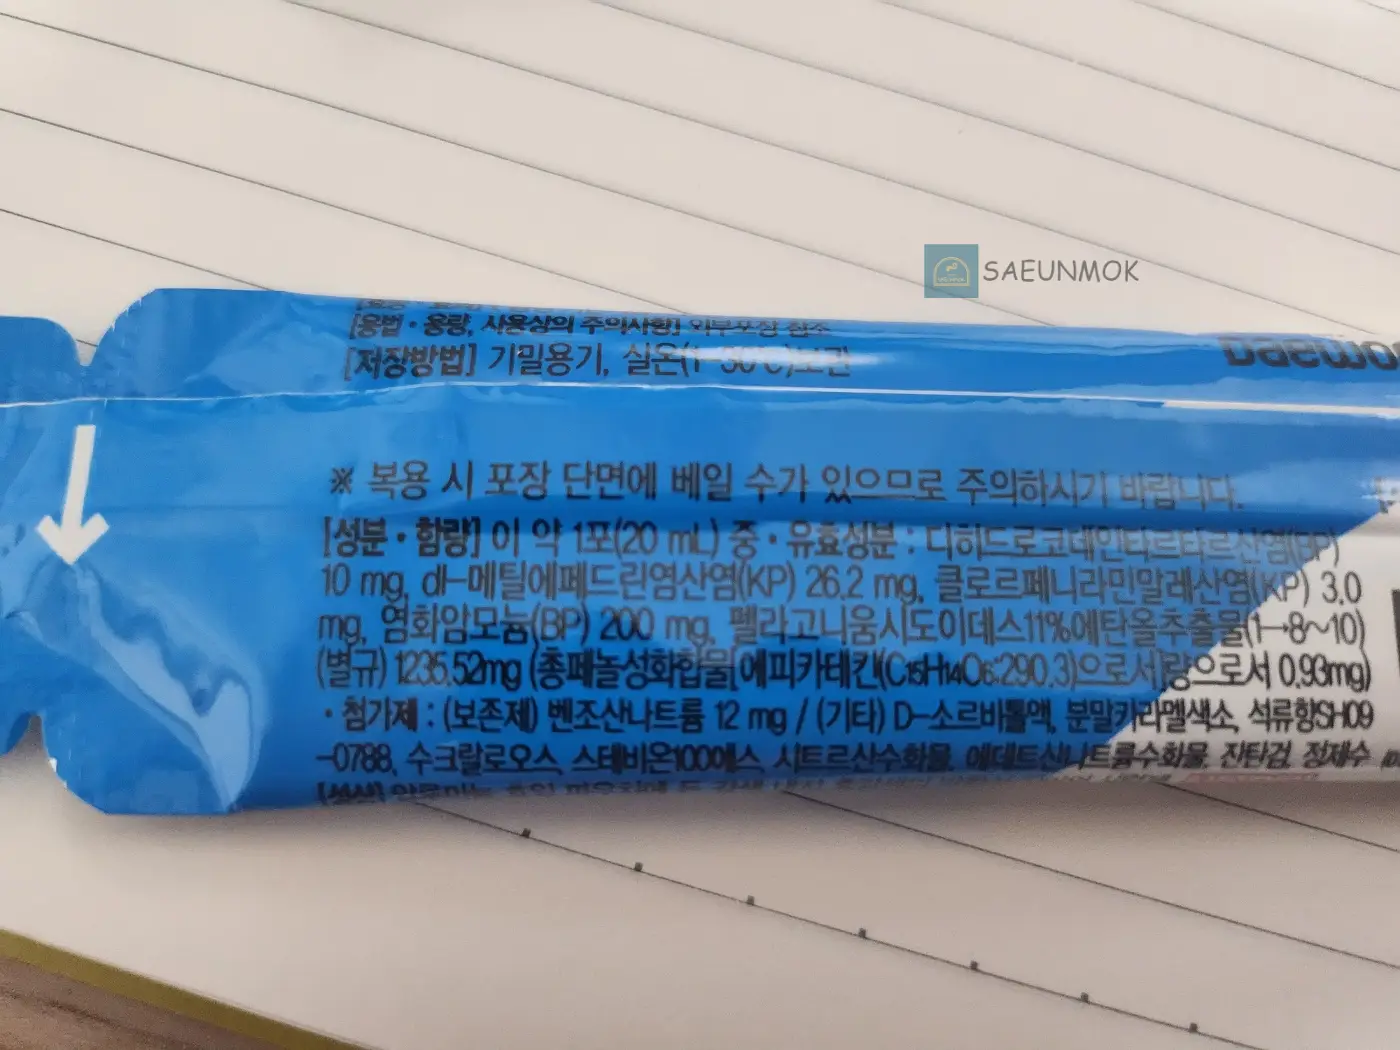 SAEUNMOK
[용법·용량, 사용상의 주의사항] 외부포장 참조
[저장방법] 기밀용기, 실온(1-30℃)보관
※ 복용 시 포장 단면에 베일 수가 있으므로 주의하시기 바랍니다.
[성분·함량] 이 약 1포(20 mL) 중·유효성분 : 디히드로코데인타르타르산염(BP)
10 mg, dl-메틸에페드린염산염(KP) 26.2 mg, 클로르페니라민말레산염(KP) 3.0
mg, 염화암모늄(BP) 200 mg, 펠라고니움시도이데스11%에탄올추출물(1→8~10)
(별규) 1235.52mg (총페놀성화합물[에피카테킨(C15H14O6:290.3)으로서]량으로서 0.93mg)
·첨가제 : (보존제) 벤조산나트륨 12 mg / (기타) D-소르비톨액, 분말카라멜색소, 석류향SH09
-0788, 수크랄로오스, 스테비온100에스, 시트르산수화물, 에데트산나트륨수화물, 잔탄검, 정제수